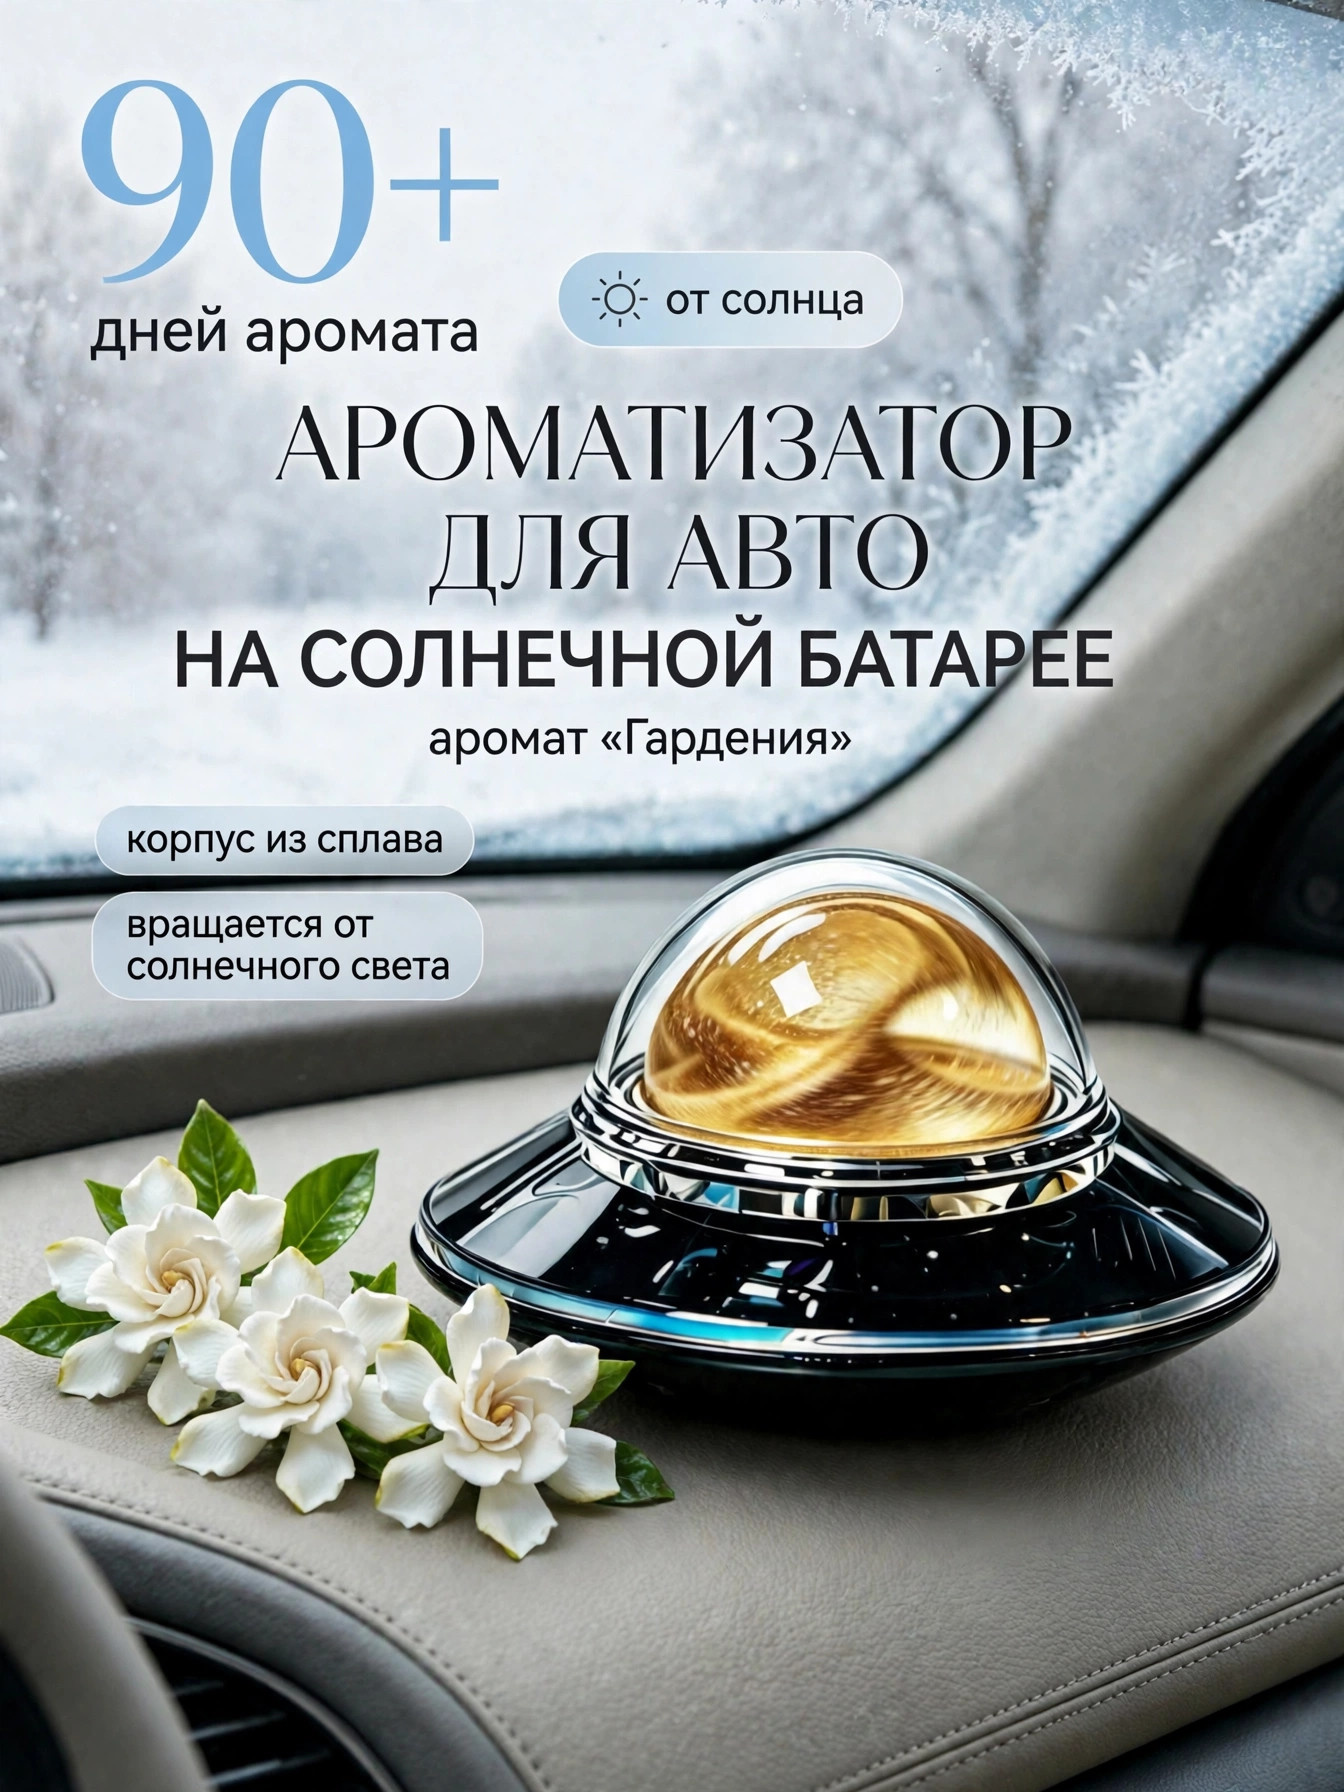 90+
дней аромата
от солнца
АРОМАТИЗАТОР
ДЛЯ АВТО
НА СОЛНЕЧНОЙ БАТАРЕЕ
аромат «Гардения»
корпус из сплава
вращается от
солнечного света